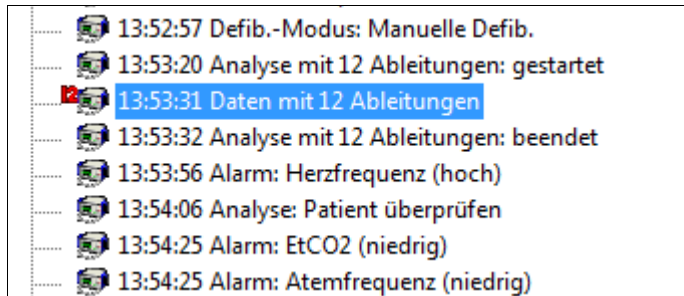 13:52:57 Defib.-Modus: Manuelle Defib.
13:53:20 Analyse mit 12 Ableitungen: gestartet
12 13:53:31 Daten mit 12 Ableitungen
13:53:32 Analyse mit 12 Ableitungen: beendet
13:53:56 Alarm: Herzfrequenz (hoch)
13:54:06 Analyse: Patient überprüfen
13:54:25 Alarm: EtCO2 (niedrig)
13:54:25 Alarm: Atemfrequenz (niedrig)